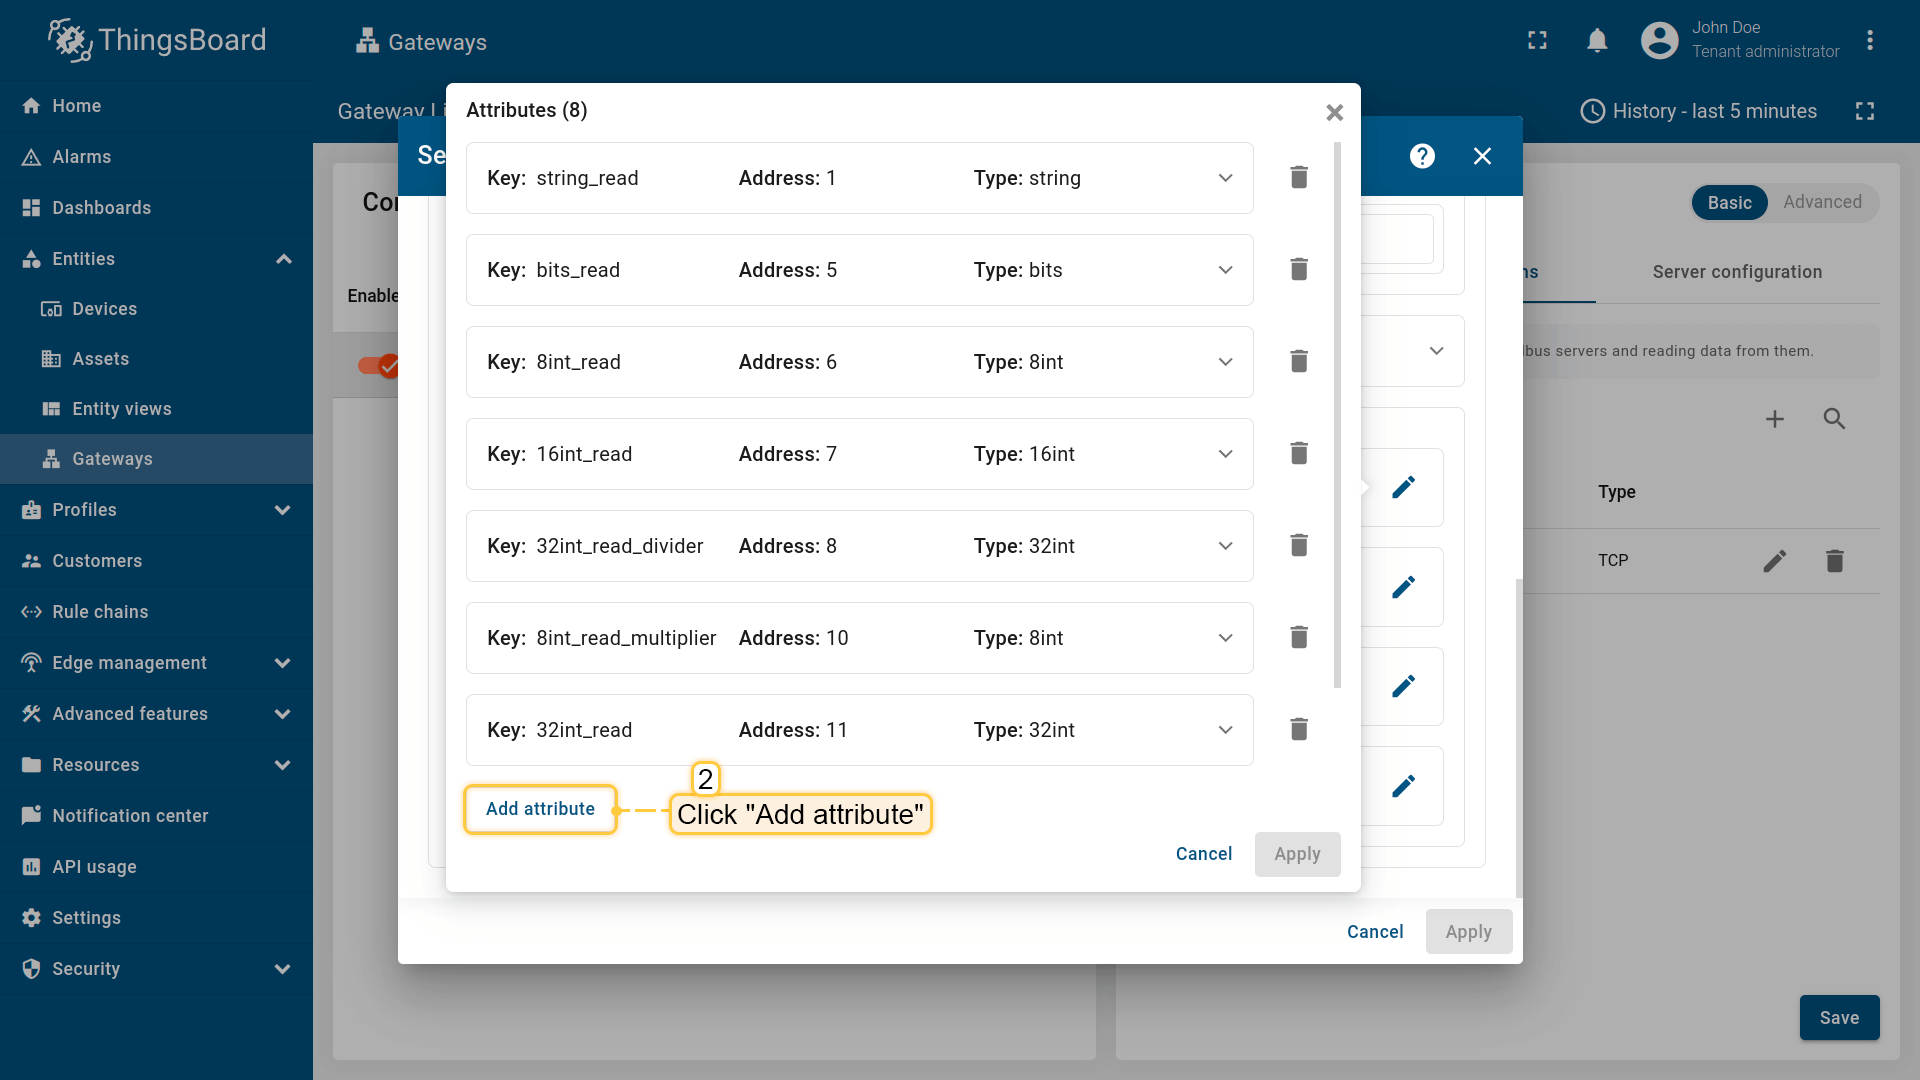 ThingsBoard
Gateways
John Doe
Tenant administrator
Home
Alarms
Dashboards
Entities
Devices
Assets
Entity views
Gateways
Profiles
Customers
Rule chains
Edge management
Advanced features
Resources
Notification center
API usage
Settings
Security
Gateway Li
History - last 5 minutes
Se
Enable
Basic Advanced
ns Server configuration
bus servers and reading data from them.
Type
TCP
Attributes (8)
Key: string_read Address: 1 Type: string
Key: bits_read Address: 5 Type: bits
Key: 8int_read Address: 6 Type: 8int
Key: 16int_read Address: 7 Type: 16int
Key: 32int_read_divider Address: 8 Type: 32int
Key: 8int_read_multiplier Address: 10 Type: 8int
Key: 32int_read Address: 11 Type: 32int
2
Add attribute
Click "Add attribute"
Cancel Apply
Cancel Apply
Save